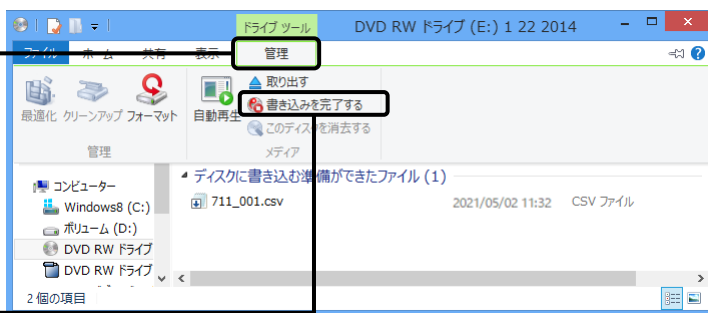 ドライブ ツール
DVD RW ドライブ (E:) 1 22 2014
ファイル ホーム 共有 表示 管理
取り出す
最適化 クリーンアップ フォーマット 自動再生 書き込みを完了する
このディスクを消去する
管理 メディア
ディスクに書き込む準備ができたファイル (1)
コンピューター
711_001.csv 2021/05/02 11:32 CSV ファイル
Windows8 (C:)
ボリューム (D:)
DVD RW ドライブ
DVD RW ドライブ
2 個の項目